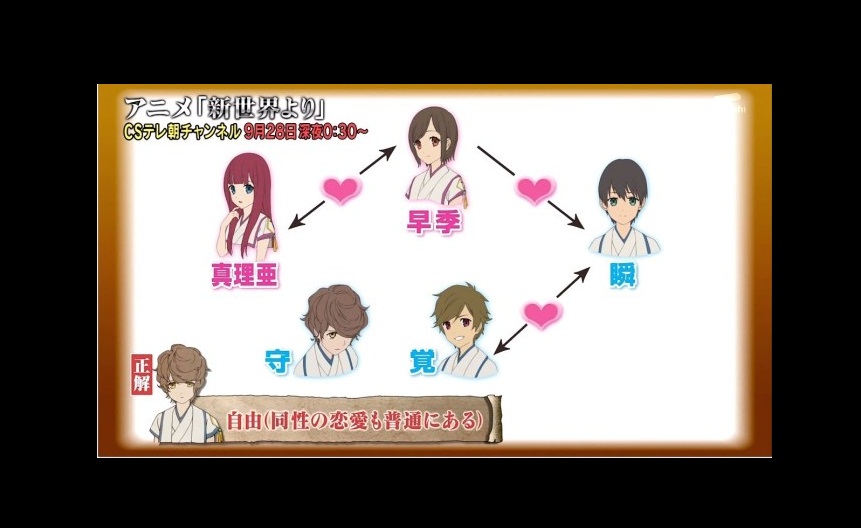 アニメ「新世界より」
CSテレ朝チャンネル 9月28日 深夜0:30〜
早季
真理亜
瞬
守
覚
正解
自由(同性の恋愛も普通にある)